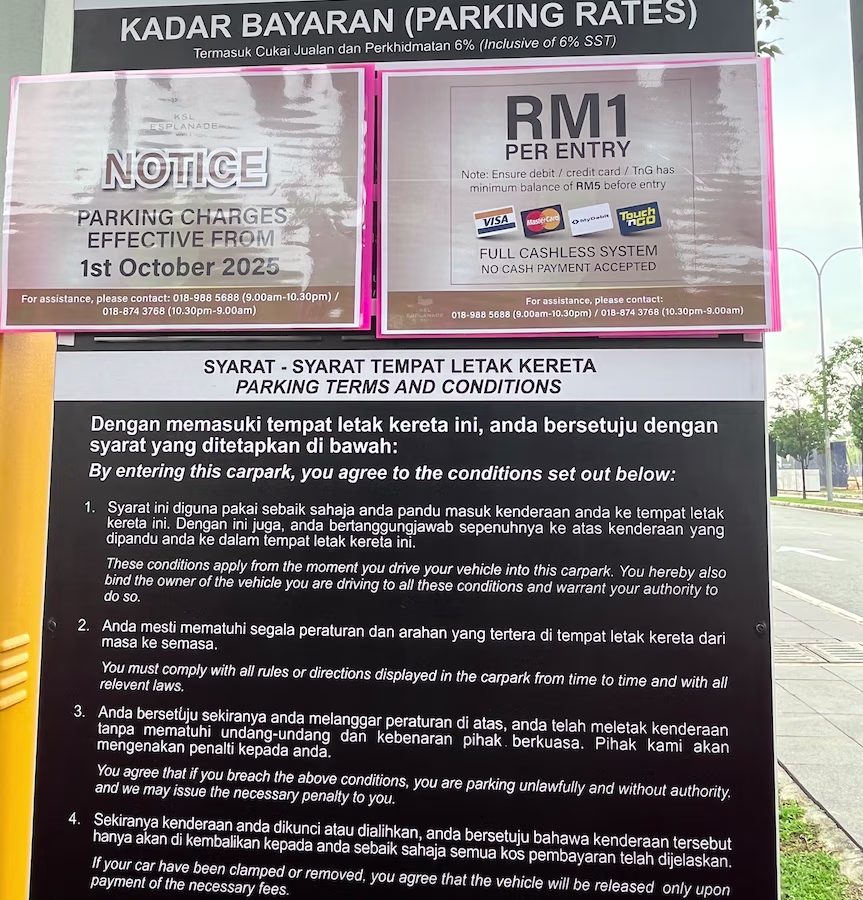 KADAR BAYARAN (PARKING RATES)
Termasuk Cukai Jualan dan Perkhidmatan 6% (Inclusive of 6% SST)
KSL
ESPLANADE
NOTICE
PARKING CHARGES
EFFECTIVE FROM
1st October 2025
For assistance, please contact: 018-988 5688 (9.00am-10.30pm) /
018-874 3768 (10.30pm-9.00am)
RM1
PER ENTRY
Note: Ensure debit / credit card / TnG has
minimum balance of RM5 before entry
VISA
MasterCard
MyDebit
Touch
'nGO
FULL CASHLESS SYSTEM
NO CASH PAYMENT ACCEPTED
KSL
ESPLANADE
For assistance, please contact:
018-988 5688 (9.00am-10.30pm) / 018-874 3768 (10.30pm-9.00am)
SYARAT - SYARAT TEMPAT LETAK KERETA
PARKING TERMS AND CONDITIONS
Dengan memasuki tempat letak kereta ini, anda bersetuju dengan
syarat yang ditetapkan di bawah:
By entering this carpark, you agree to the conditions set out below:
1. Syarat ini diguna pakai sebaik sahaja anda pandu masuk kenderaan anda ke tempat letak
kereta ini. Dengan ini juga, anda bertanggungjawab sepenuhnya ke atas kenderaan yang
dipandu anda ke dalam tempat letak kereta ini.
These conditions apply from the moment you drive your vehicle into this carpark. You hereby also
bind the owner of the vehicle you are driving to all these conditions and warrant your authority to
do so.
2. Anda mesti mematuhi segala peraturan dan arahan yang tertera di tempat letak kereta dari
masa ke semasa.
You must comply with all rules or directions displayed in the carpark from time to time and with all
relevent laws.
3. Anda bersetuju sekiranya anda melanggar peraturan di atas, anda telah meletak kenderaan
tanpa mematuhi undang-undang dan kebenaran pihak berkuasa. Pihak kami akan
mengenakan penalti kepada anda.
You agree that if you breach the above conditions, you are parking unlawfully and without authority.
and we may issue the necessary penalty to you.
4. Sekiranya kenderaan anda dikunci atau dialihkan, anda bersetuju bahawa kenderaan tersebut
hanya akan di kembalikan kepada anda sebaik sahaja semua kos pembayaran telah dijelaskan.
If your car have been clamped or removed, you agree that the vehicle will be released only upon
payment of the necessary fees.